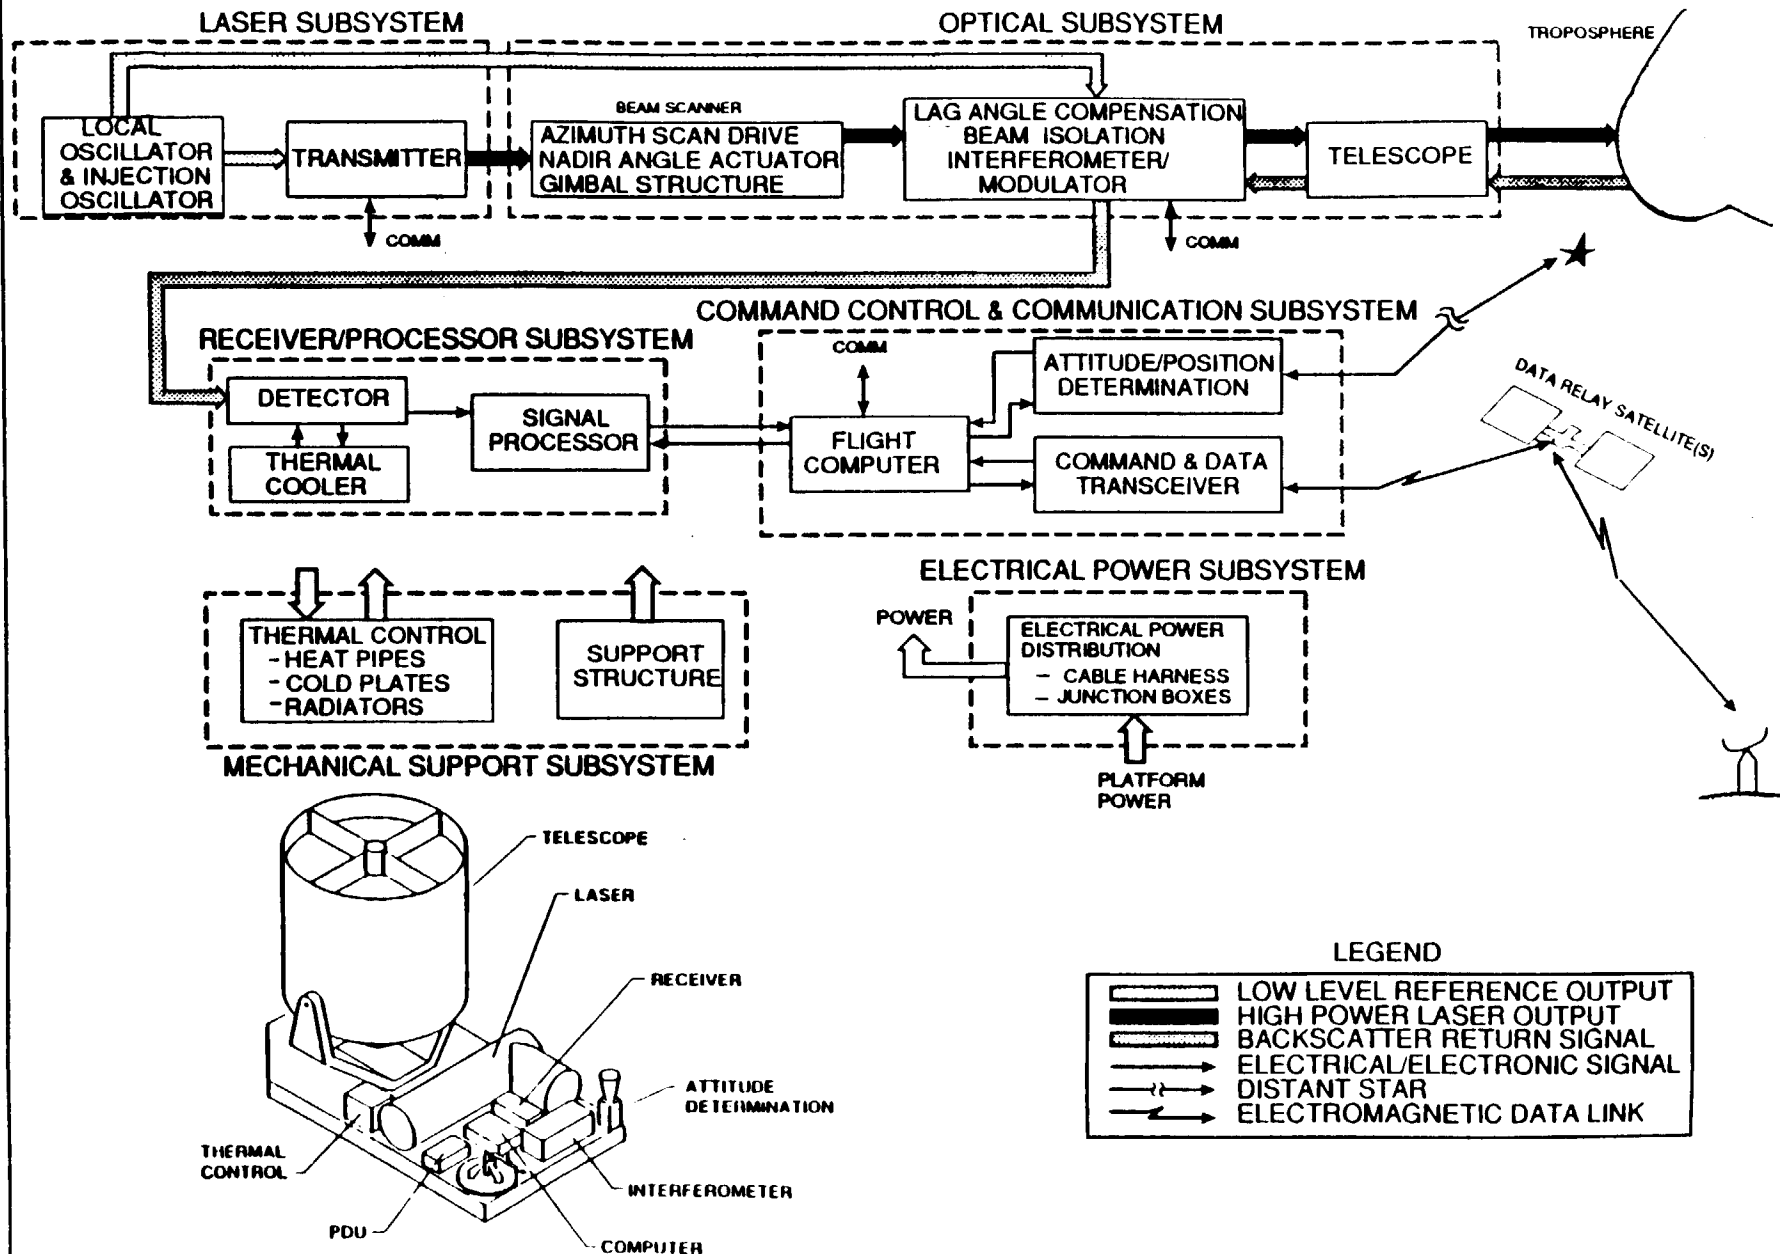 LASER SUBSYSTEM
OPTICAL SUBSYSTEM
TROPOSPHERE
LOCAL
OSCILLATOR
& INJECTION
OSCILLATOR
TRANSMITTER
COMM
BEAM SCANNER
AZIMUTH SCAN DRIVE
NADIR ANGLE ACTUATOR
GIMBAL STRUCTURE
LAG ANGLE COMPENSATION
BEAM ISOLATION
INTERFEROMETER/
MODULATOR
COMM
TELESCOPE
RECEIVER/PROCESSOR SUBSYSTEM
DETECTOR
THERMAL
COOLER
SIGNAL
PROCESSOR
COMMAND CONTROL & COMMUNICATION SUBSYSTEM
COMM
FLIGHT
COMPUTER
ATTITUDE/POSITION
DETERMINATION
COMMAND & DATA
TRANSCEIVER
DATA RELAY SATELLITE(S)
THERMAL CONTROL
- HEAT PIPES
- COLD PLATES
- RADIATORS
SUPPORT
STRUCTURE
MECHANICAL SUPPORT SUBSYSTEM
ELECTRICAL POWER SUBSYSTEM
POWER
ELECTRICAL POWER
DISTRIBUTION
- CABLE HARNESS
- JUNCTION BOXES
PLATFORM
POWER
TELESCOPE
LASER
RECEIVER
ATTITUDE
DETERMINATION
THERMAL
CONTROL
INTERFEROMETER
PDU
COMPUTER
LEGEND
LOW LEVEL REFERENCE OUTPUT
HIGH POWER LASER OUTPUT
BACKSCATTER RETURN SIGNAL
ELECTRICAL/ELECTRONIC SIGNAL
DISTANT STAR
ELECTROMAGNETIC DATA LINK